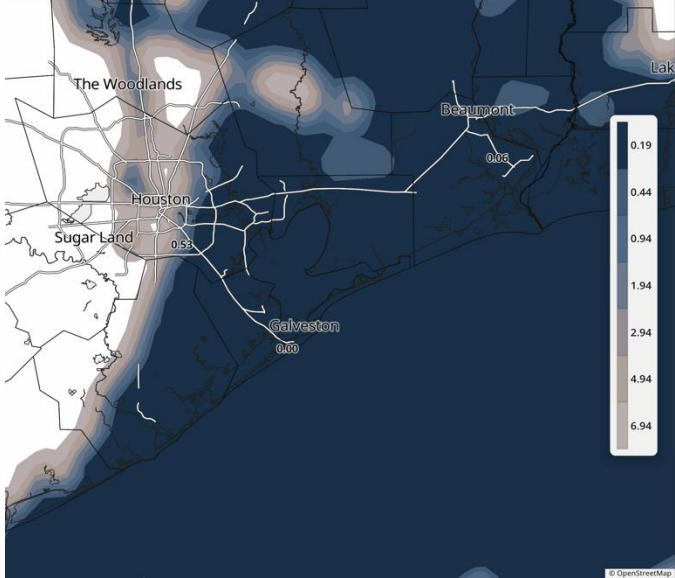 The Woodlands
Lak
Beaumont
0.06
Houston
Sugar Land
0.53
Galveston
0.00
0.19
0.44
0.94
1.94
2.94
4.94
6.94
© OpenStreetMap